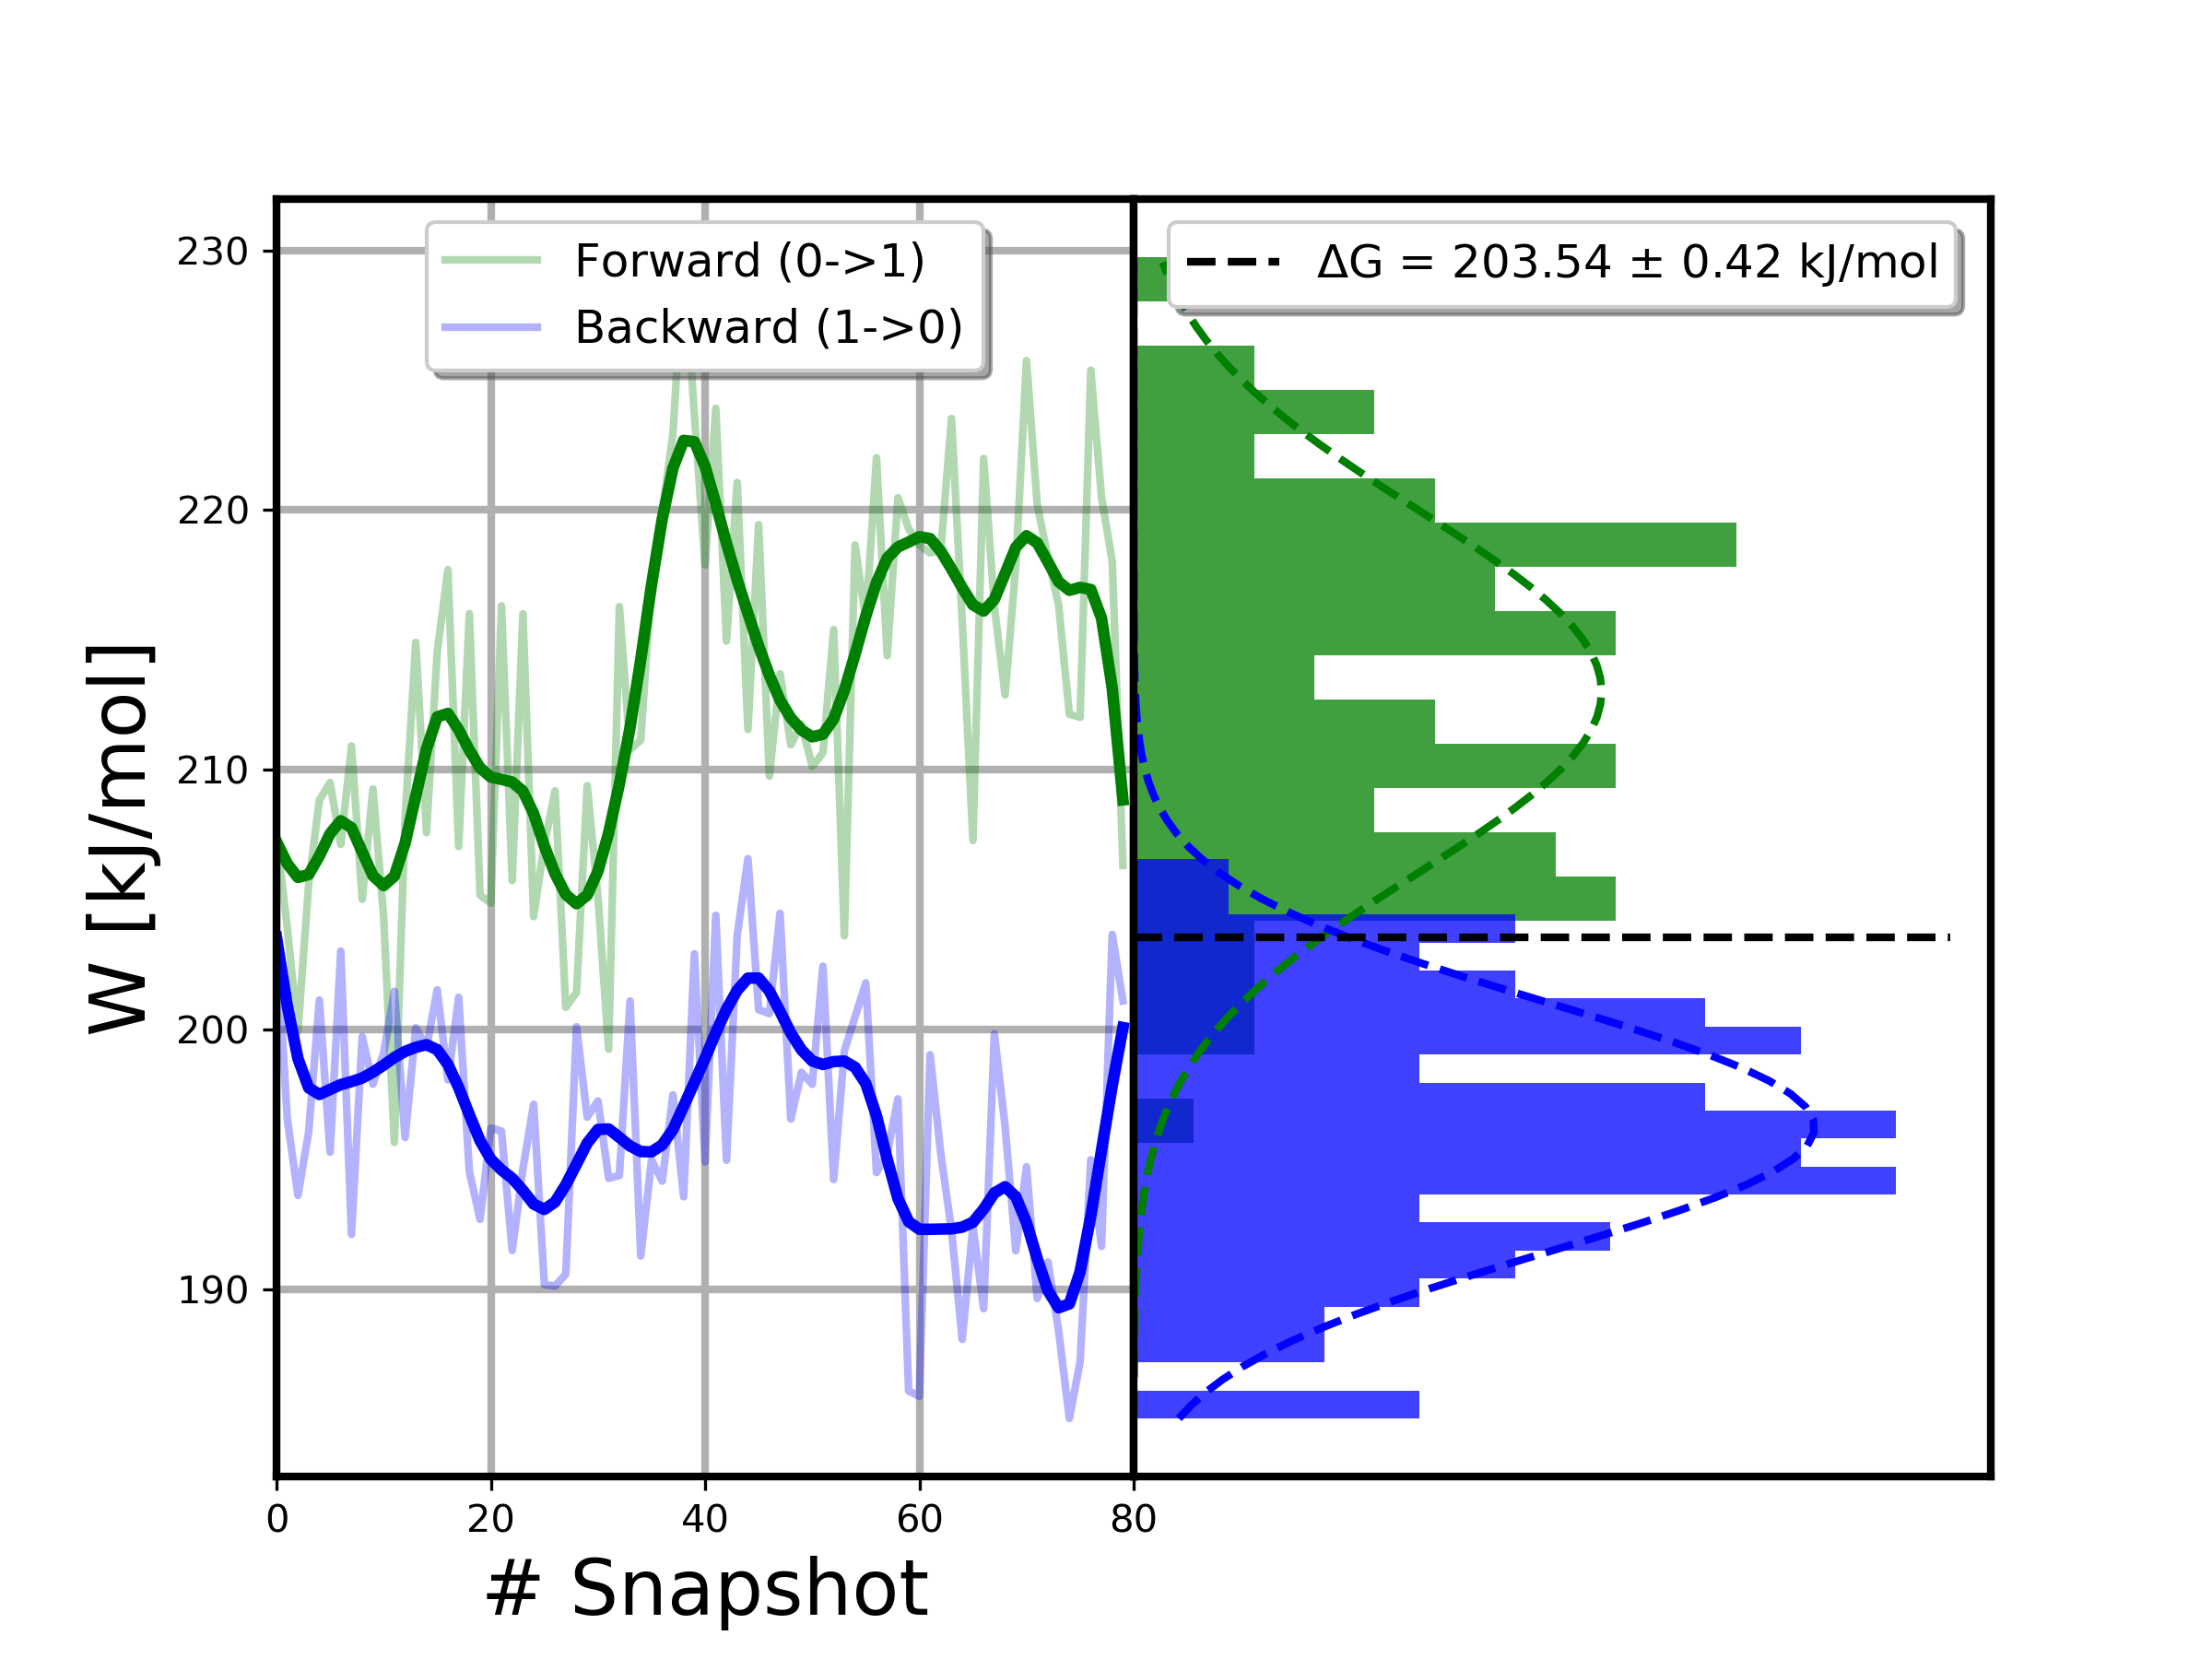 Forward (0->1)
Backward (1->0)
ΔG = 203.54 ± 0.42 kJ/mol
W [kJ/mol]
230
220
210
200
190
0 20 40 60 80
# Snapshot